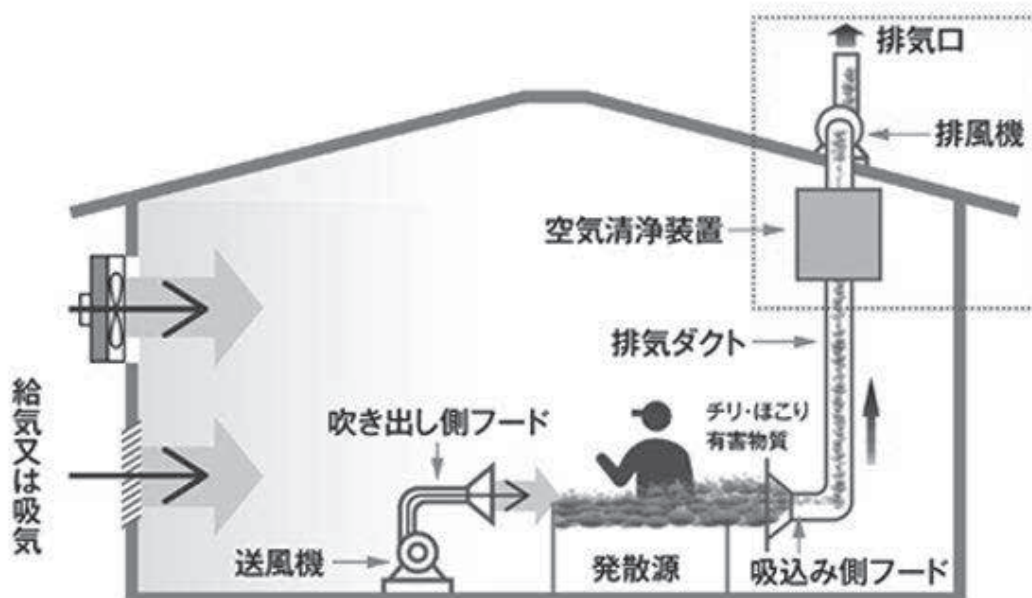 排気口
排風機
空気清浄装置
排気ダクト
給気又は吸気
吹き出し側フード
チリ・ほこり
有害物質
送風機
発散源
吸込み側フード